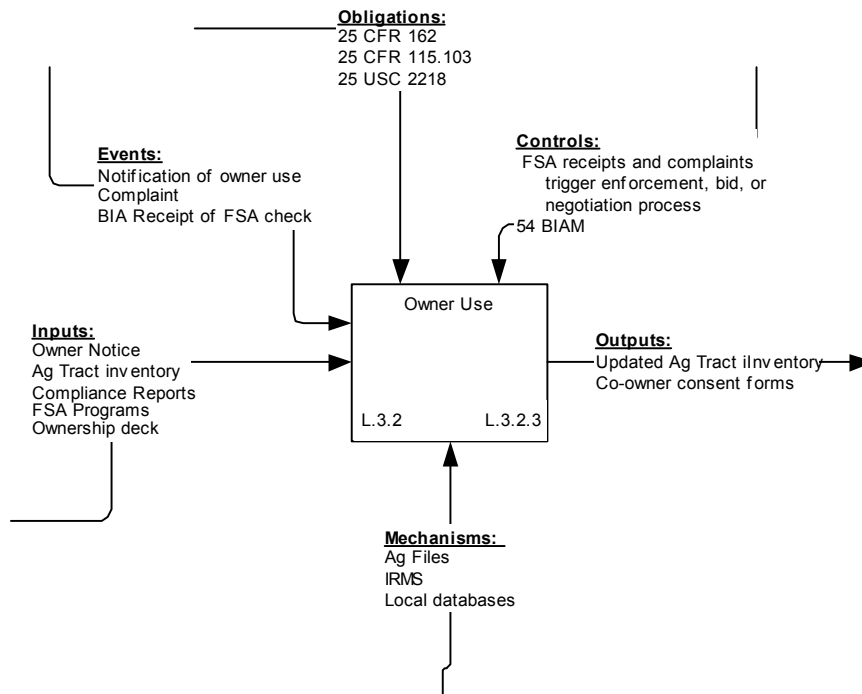 Obligations:
25 CFR 162
25 CFR 115.103
25 USC 2218
Events:
Notification of owner use
Complaint
BIA Receipt of FSA check
Controls:
FSA receipts and complaints
trigger enforcement, bid, or
negotiation process
54 BIAM
Owner Use
L.3.2
L.3.2.3
Inputs:
Owner Notice
Ag Tract inventory
Compliance Reports
FSA Programs
Ownership deck
Outputs:
Updated Ag Tract iInventory
Co-owner consent forms
Mechanisms:
Ag Files
IRMS
Local databases